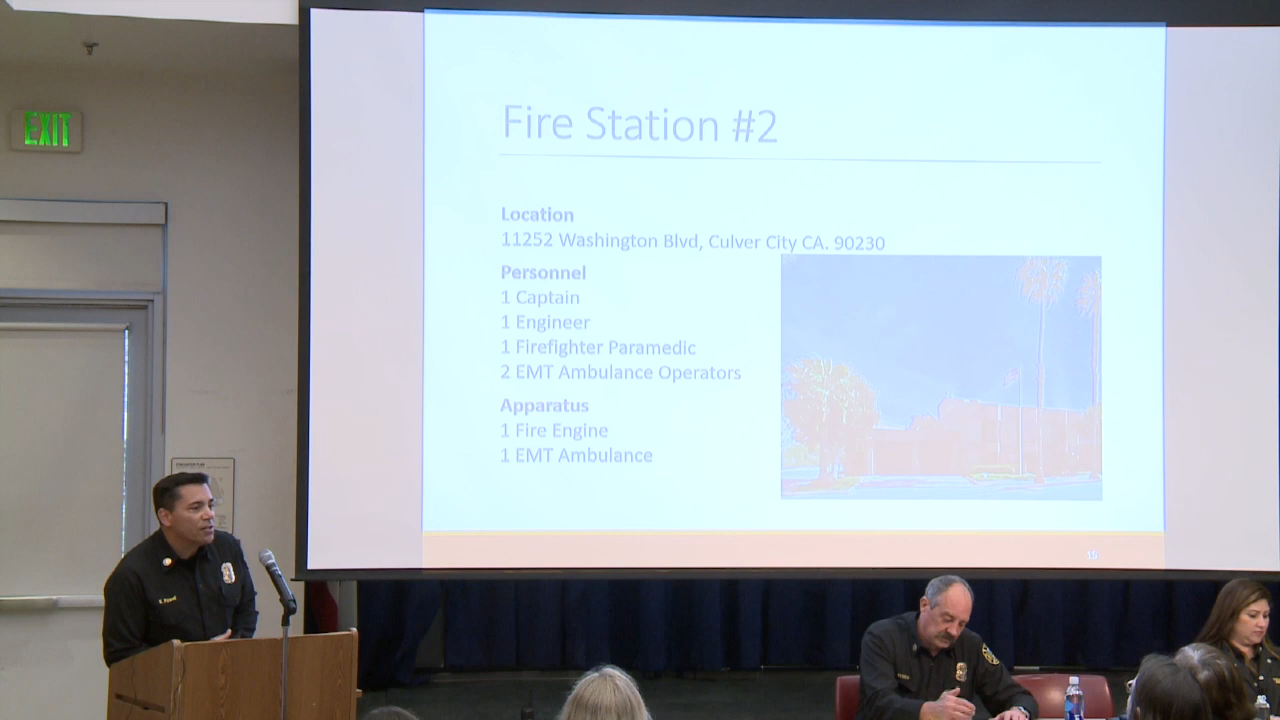 EXIT
Fire Station #2
Location
11252 Washington Blvd, Culver City CA. 90230
Personnel
1 Captain
1 Engineer
1 Firefighter Paramedic
2 EMT Ambulance Operators
Apparatus
1 Fire Engine
1 EMT Ambulance
15